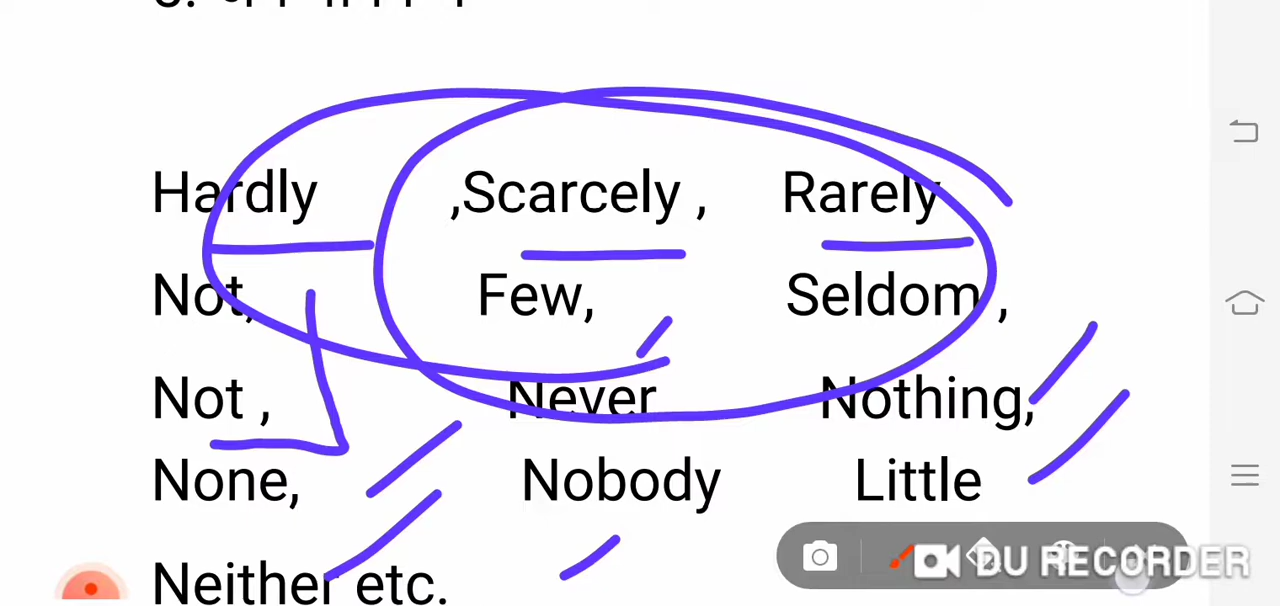 Hardly ,Scarcely , Rarely
Not, Few, Seldom ,
Not , Never Nothing,
None, Nobody Little
Neither etc.
DU RECORDER